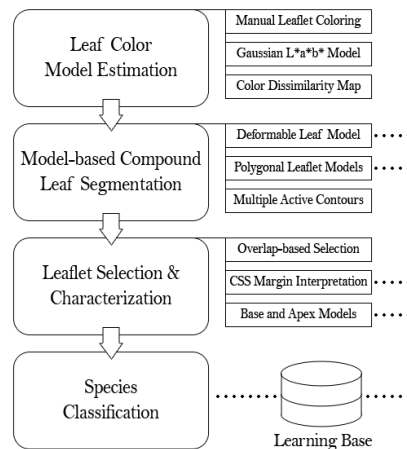 Leaf Color
Model Estimation
Manual Leaflet Coloring
Gaussian L*a*b* Model
Color Dissimilarity Map
Model-based Compound
Leaf Segmentation
Deformable Leaf Model
Polygonal Leaflet Models
Multiple Active Contours
Leaflet Selection &
Characterization
Overlap-based Selection
CSS Margin Interpretation
Base and Apex Models
Species
Classification
Learning Base